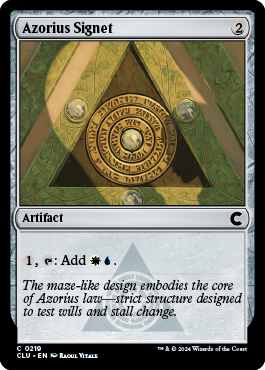 Azorius Signet 2
Artifact
1, T: Add WU.
The maze-like design embodies the core
of Azorius law—strict structure designed
to test wills and stall change.
C 0219
CLU • EN Raoul Vitale
™ & © 2024 Wizards of the Coast